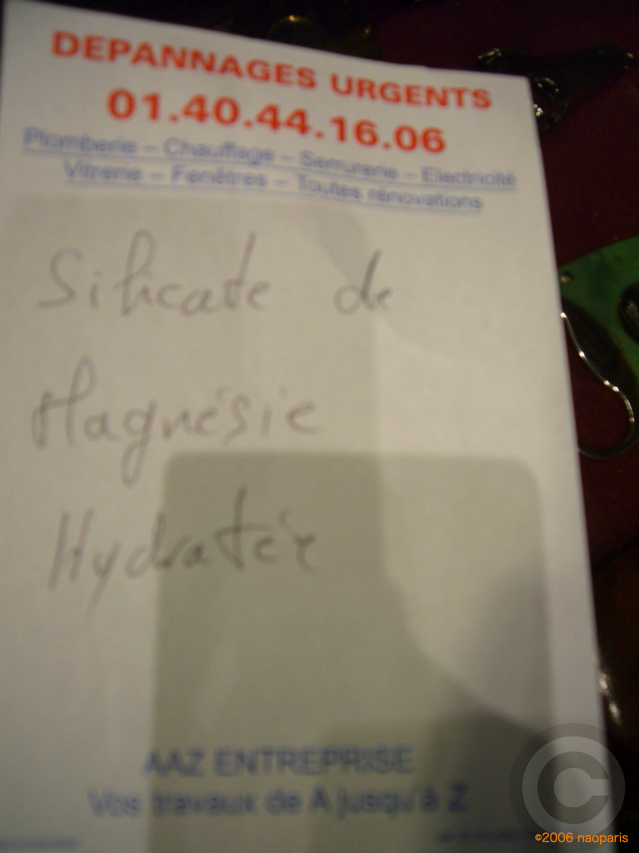 DEPANNAGES URGENTS
01.40.44.16.06
Plomberie – Chauffage – Serrurerie – Electricité
Vitrerie – Fenêtres – Toutes rénovations
Silicate de
Magnésie
Hydratée
AAZ ENTREPRISE
Vos travaux de A jusqu'à Z
C
©2006 naoparis